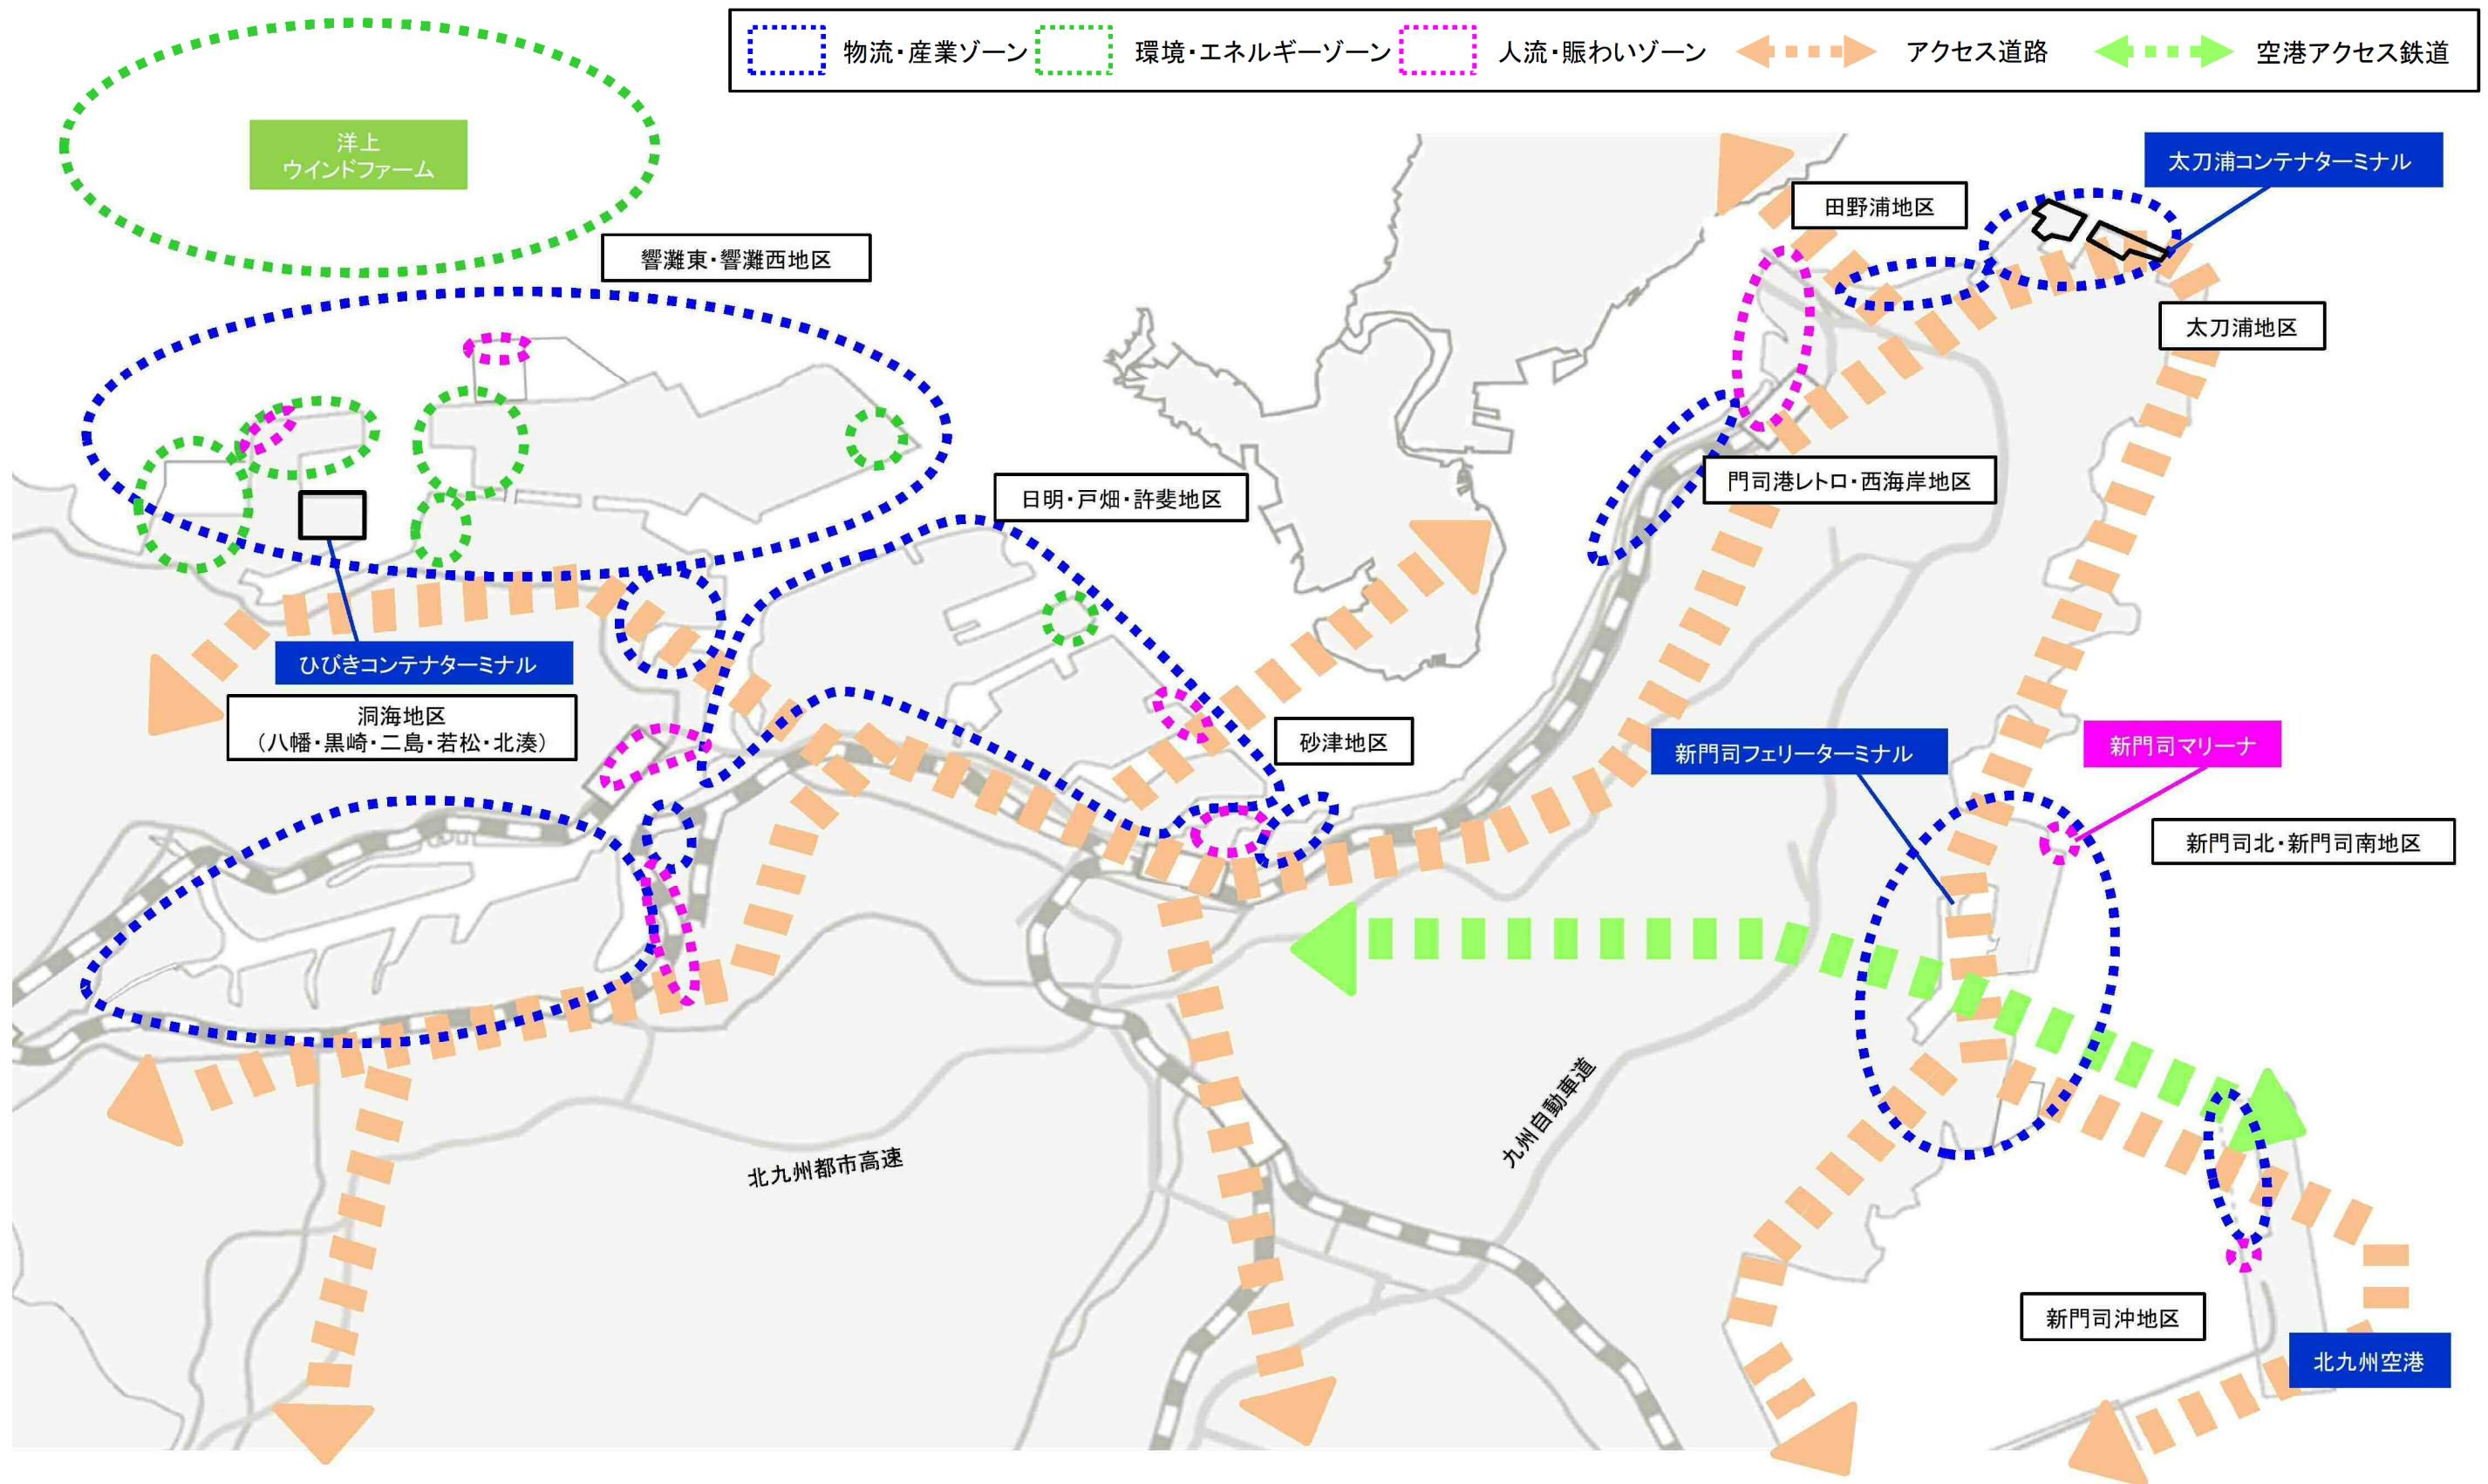 物流・産業ゾーン
環境・エネルギーゾーン
人流・賑わいゾーン
アクセス道路
空港アクセス鉄道
洋上
ウインドファーム
太刀浦コンテナターミナル
田野浦地区
響灘東・響灘西地区
太刀浦地区
門司港レトロ・西海岸地区
日明・戸畑・許斐地区
ひびきコンテナターミナル
洞海地区
（八幡・黒崎・二島・若松・北湊）
砂津地区
新門司フェリーターミナル
新門司マリーナ
新門司北・新門司南地区
九州自動車道
北九州都市高速
新門司沖地区
北九州空港